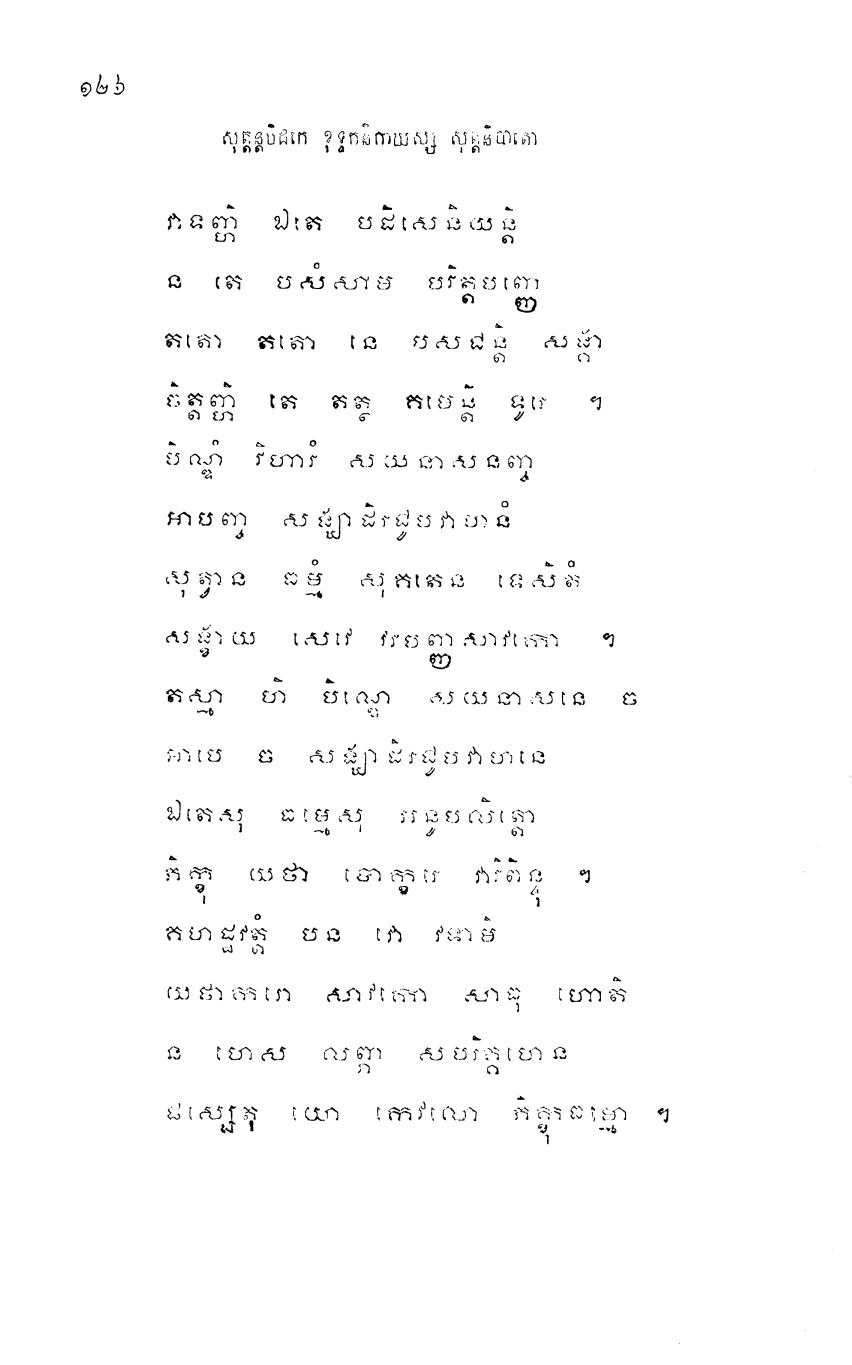 ១២៦
សុត្តន្តបិដកេ ខុទ្ទកនិកាយស្ស សុត្តនិបាតោ
វាទញ្ហិ ឯតេ បដិសេនិយន្តិ
ន តេ បសំសាម បរិត្តបញ្ញេ
តតោ តតោ នេ បសជន្តិ សង្គា
ចិត្តញ្ហិ តេ តត្ថ គមេន្តិ ទូរេ ។
បិណ្ឌំ វិហារំ សយនាសនញ្ច
អាបញ្ច សង្ឃាដិរជូបវាហនំ
សុត្វាន ធម្មំ សុគតេន ទេសិតំ
សង្ខាយ សេវេ វរបញ្ញសាវកោ ។
តស្មា ហិ បិណ្ឌេ សយនាសនេ ច
អាបេ ច សង្ឃាដិរជូបវាហនេ
ឯតេសុ ធម្មេសុ អនូបលិត្តោ
ភិក្ខុ យថា បោក្ខរេ វារិពិន្ទុ ។
គហដ្ឋវត្តំ បន វោ វទាមិ
យថាករោ សាវកោ សាធុ ហោតិ
ន ហេស លព្ភា សបរិគ្គហេន
ផស្សេតុំ យោ កេវលោ ភិក្ខុធម្មោ ។